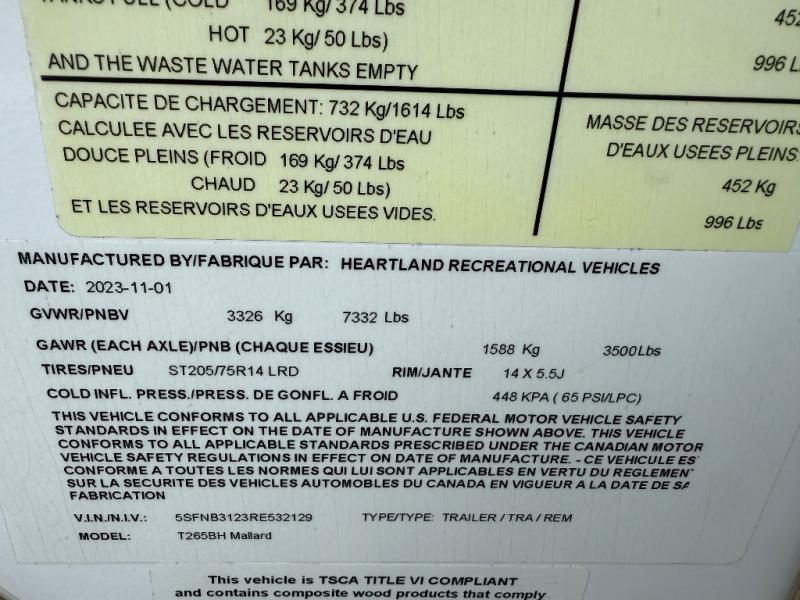 TANKS FULL (COLD 169 Kg/ 374 Lbs
HOT 23 Kg/ 50 Lbs)
AND THE WASTE WATER TANKS EMPTY
452
996 L
CAPACITE DE CHARGEMENT: 732 Kg/1614 Lbs
CALCULEE AVEC LES RESERVOIRS D'EAU
DOUCE PLEINS (FROID 169 Kg/ 374 Lbs
CHAUD 23 Kg/ 50 Lbs)
ET LES RESERVOIRS D'EAUX USEES VIDES.
MASSE DES RESERVOIRS
D'EAUX USEES PLEINS:
452 Kg
996 Lbs
MANUFACTURED BY/FABRIQUE PAR: HEARTLAND RECREATIONAL VEHICLES
DATE: 2023-11-01
GVWR/PNBV 3326 Kg 7332 Lbs
GAWR (EACH AXLE)/PNB (CHAQUE ESSIEU) 1588 Kg 3500Lbs
TIRES/PNEU ST205/75R14 LRD RIM/JANTE 14 X 5.5J
COLD INFL. PRESS./PRESS. DE GONFL. A FROID 448 KPA ( 65 PSI/LPC)
THIS VEHICLE CONFORMS TO ALL APPLICABLE U.S. FEDERAL MOTOR VEHICLE SAFETY
STANDARDS IN EFFECT ON THE DATE OF MANUFACTURE SHOWN ABOVE. THIS VEHICLE
CONFORMS TO ALL APPLICABLE STANDARDS PRESCRIBED UNDER THE CANADIAN MOTOR
VEHICLE SAFETY REGULATIONS IN EFFECT ON DATE OF MANUFACTURE. - CE VEHICULE ES
CONFORME A TOUTES LES NORMES QUI LUI SONT APPLICABLES EN VERTU DU REGLEMEN
SUR LA SECURITE DES VEHICULES AUTOMOBILES DU CANADA EN VIGUEUR A LA DATE DE SA
FABRICATION
V.I.N./N.I.V.: 5SFNB3123RE532129 TYPE/TYPE: TRAILER / TRA / REM
MODEL: T265BH Mallard
This vehicle is TSCA TITLE VI COMPLIANT
and contains composite wood products that comply